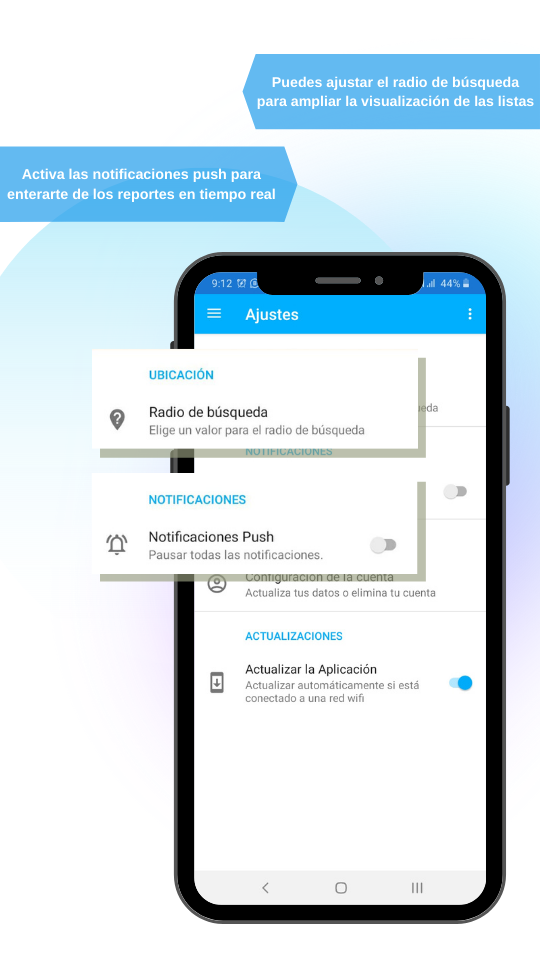 Puedes ajustar el radio de búsqueda
para ampliar la visualización de las listas
Activa las notificaciones push para
enterarte de los reportes en tiempo real
9:12
44%
Ajustes
UBICACIÓN
Radio de búsqueda
Elige un valor para el radio de búsqueda
NOTIFICACIONES
NOTIFICACIONES
Notificaciones Push
Pausar todas las notificaciones.
Configuración de la cuenta
Actualiza tus datos o elimina tu cuenta
ACTUALIZACIONES
Actualizar la Aplicación
Actualizar automáticamente si está
conectado a una red wifi